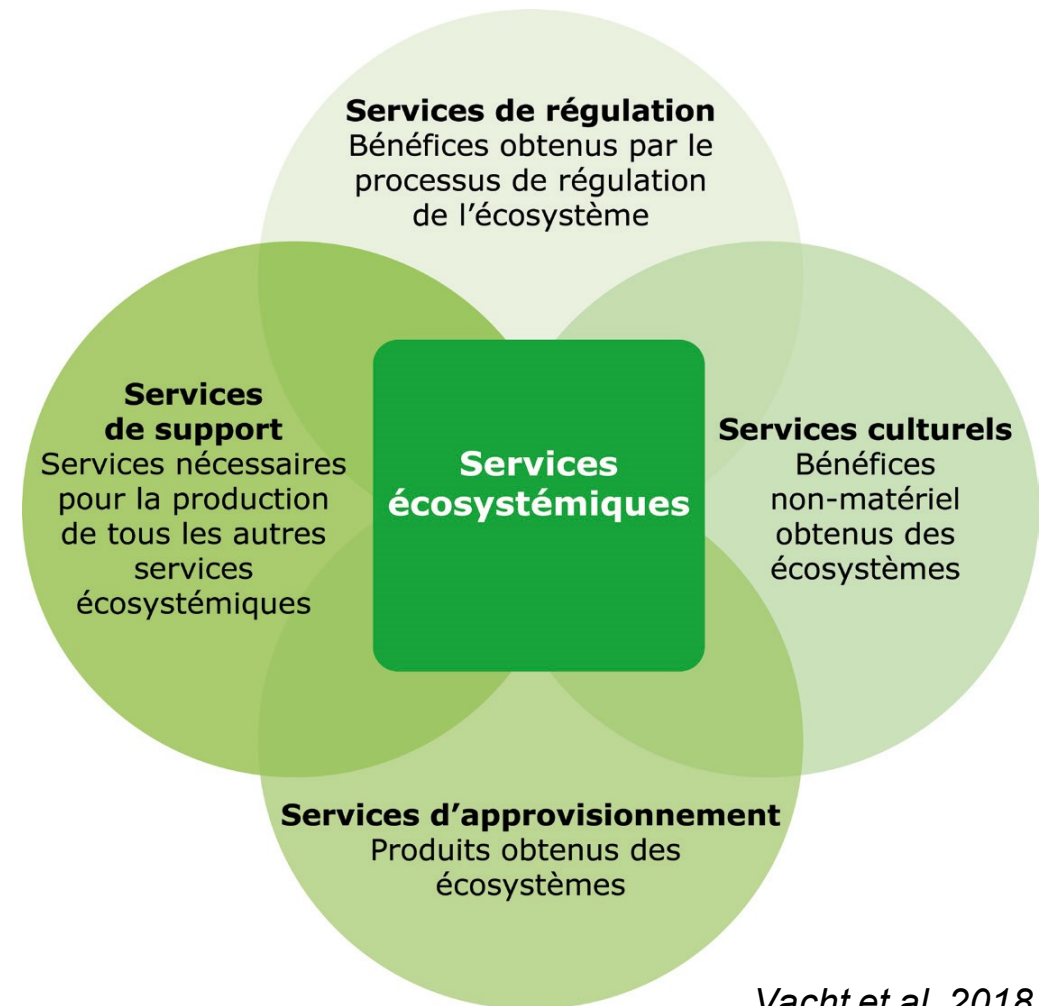 Services de régulation
Bénéfices obtenus par le
processus de régulation
de l'écosystème
Services
de support
Services nécessaires
pour la production
de tous les autres
services
écosystémiques
Services
écosystémiques
Services culturels
Bénéfices
non-matériel
obtenus des
écosystèmes
Services d'approvisionnement
Produits obtenus des
écosystèmes
Vacht et al. 2018